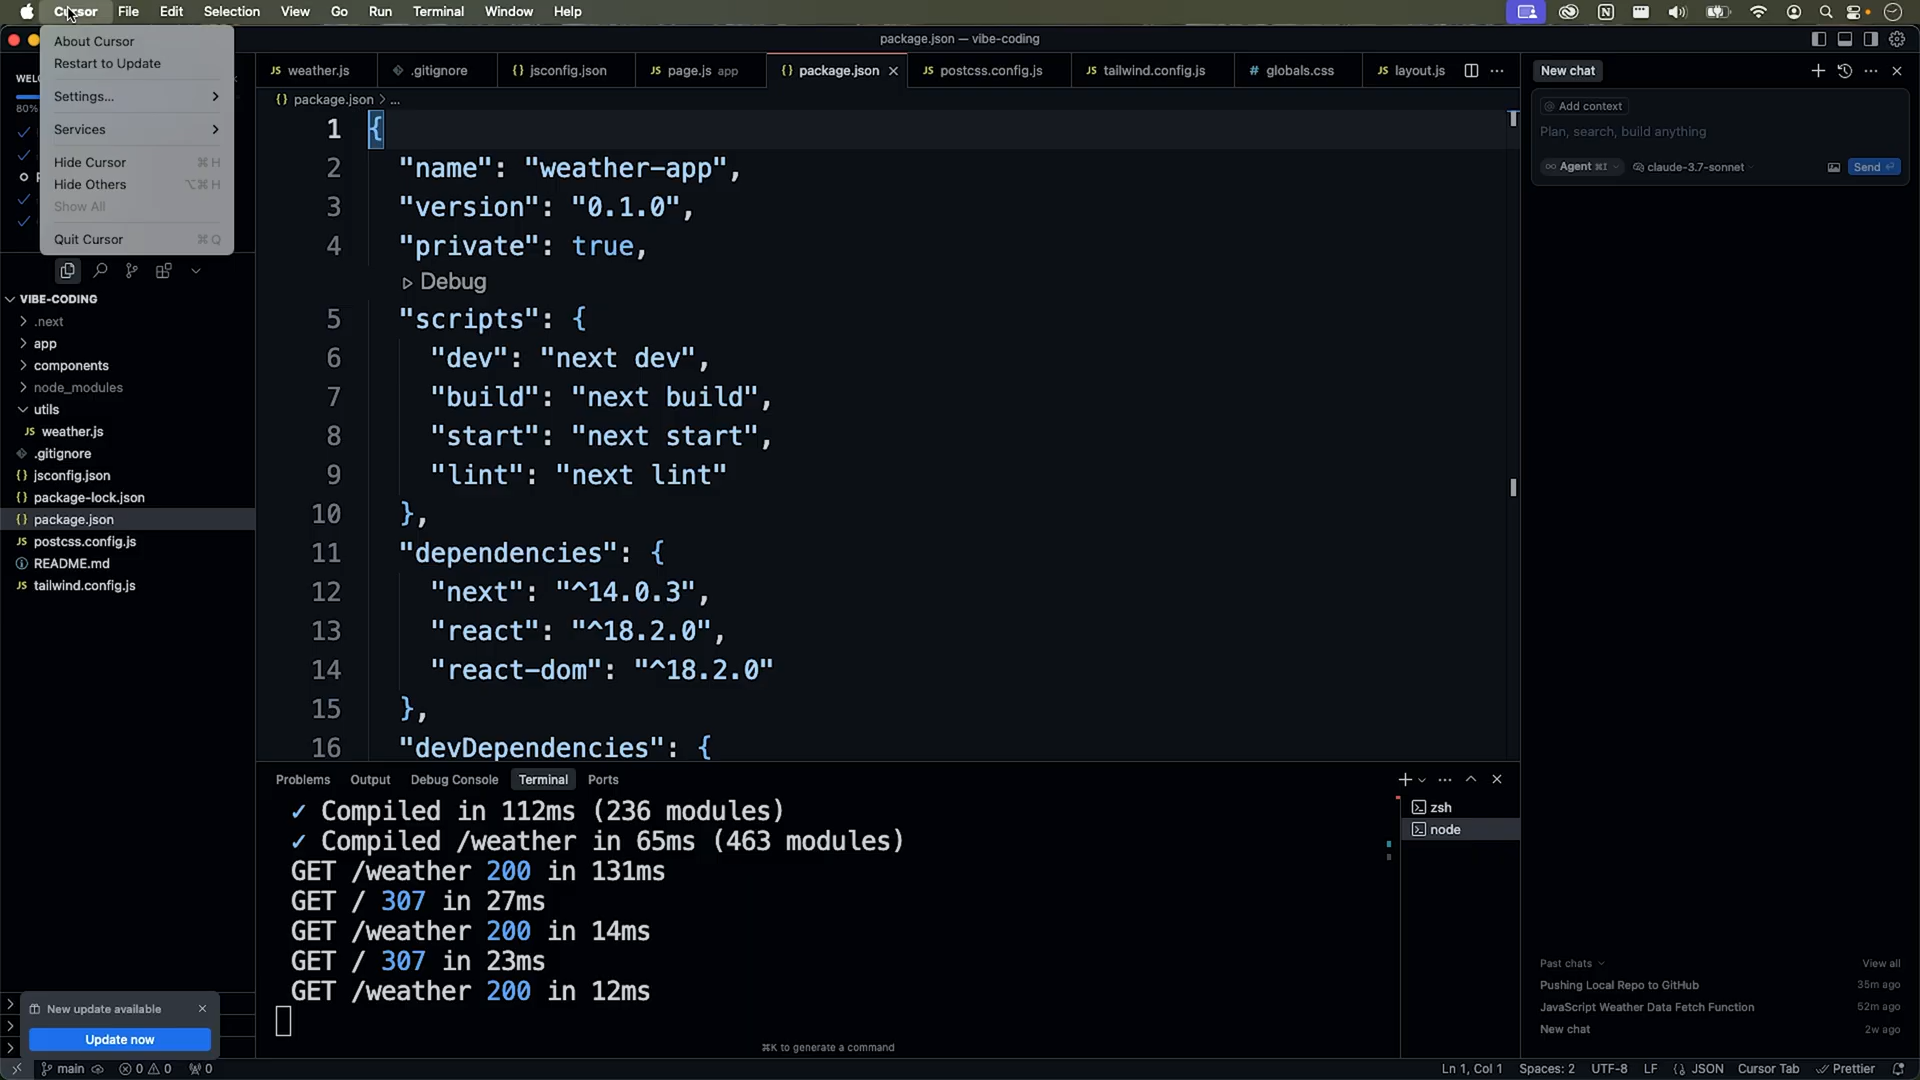 Cursor File Edit Selection View Go Run Terminal Window Help
package.json — vibe-coding
About Cursor
Restart to Update
Settings...
Services
Hide Cursor ⌘ H
Hide Others ⌥⌘ H
Show All
Quit Cursor ⌘ Q
80%
VIBE-CODING
.next
app
components
node_modules
utils
JS weather.js
.gitignore
{} jsconfig.json
{} package-lock.json
{} package.json
JS postcss.config.js
README.md
JS tailwind.config.js
New update available
Update now
JS weather.js
.gitignore
{} jsconfig.json
JS page.js app
{} package.json
JS postcss.config.js
JS tailwind.config.js
# globals.css
JS layout.js
{} package.json > ...
1 {
2 "name": "weather-app",
3 "version": "0.1.0",
4 "private": true,
Debug
5 "scripts": {
6 "dev": "next dev",
7 "build": "next build",
8 "start": "next start",
9 "lint": "next lint"
10 },
11 "dependencies": {
12 "next": "^14.0.3",
13 "react": "^18.2.0",
14 "react-dom": "^18.2.0"
15 },
16 "devDependencies": {
Problems Output Debug Console Terminal Ports
✓ Compiled in 112ms (236 modules)
✓ Compiled /weather in 65ms (463 modules)
GET /weather 200 in 131ms
GET / 307 in 27ms
GET /weather 200 in 14ms
GET / 307 in 23ms
GET /weather 200 in 12ms
⌘K to generate a command
zsh
node
New chat
@ Add context
Plan, search, build anything
∞ Agent ⌘I claude-3.7-sonnet Send
Past chats View all
Pushing Local Repo to GitHub 35m ago
JavaScript Weather Data Fetch Function 52m ago
New chat 2w ago
main 0 0 0 Ln 1, Col 1 Spaces: 2 UTF-8 LF {} JSON Cursor Tab Prettier